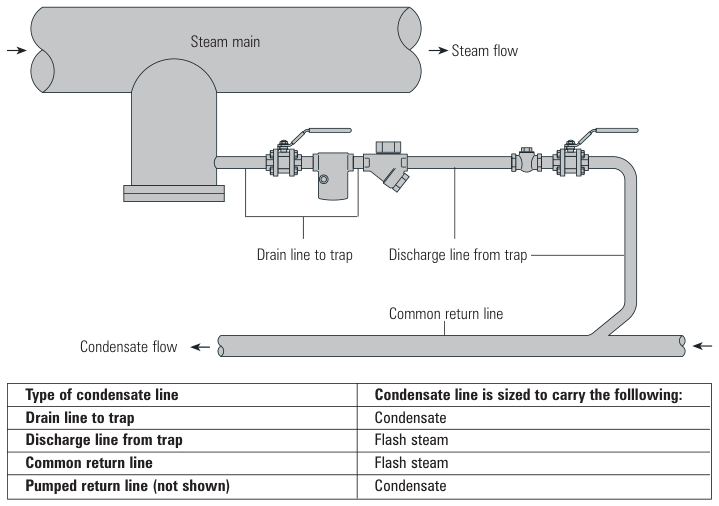 Steam main
Steam flow
Drain line to trap
Discharge line from trap
Common return line
Condensate flow
Type of condensate line Condensate line is sized to carry the folllowing:
Drain line to trap Condensate
Discharge line from trap Flash steam
Common return line Flash steam
Pumped return line (not shown) Condensate